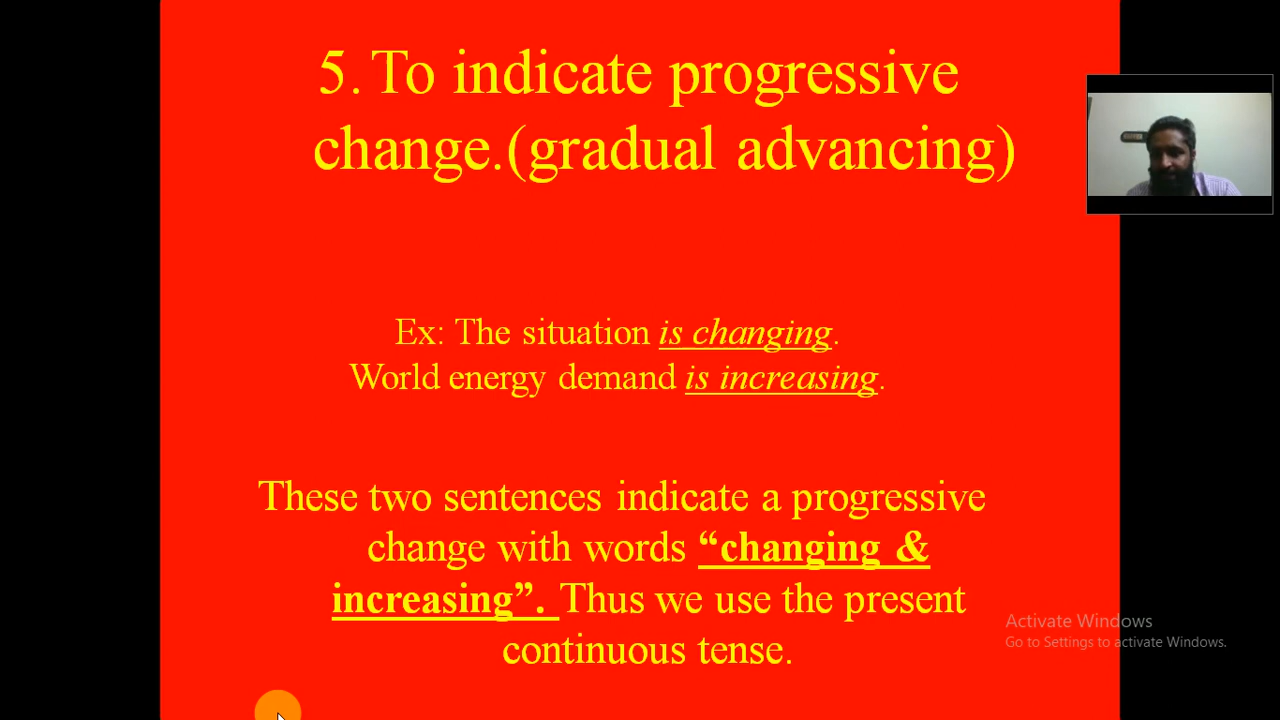 5. To indicate progressive
change.(gradual advancing)
Ex: The situation is changing.
World energy demand is increasing.
These two sentences indicate a progressive
change with words “changing &
increasing”. Thus we use the present
continuous tense.
Activate Windows
Go to Settings to activate Windows.